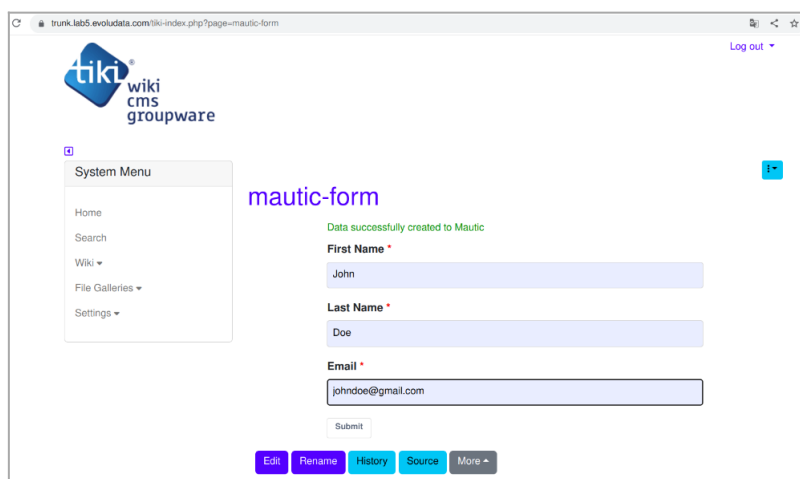 trunk.lab5.evoludata.com/tiki-index.php?page=mautic-form
Log out
tiki®
wiki
cms
groupware
System Menu
Home
Search
Wiki
File Galleries
Settings
mautic-form
Data successfully created to Mautic
First Name *
John
Last Name *
Doe
Email *
johndoe@gmail.com
Submit
Edit Rename History Source More